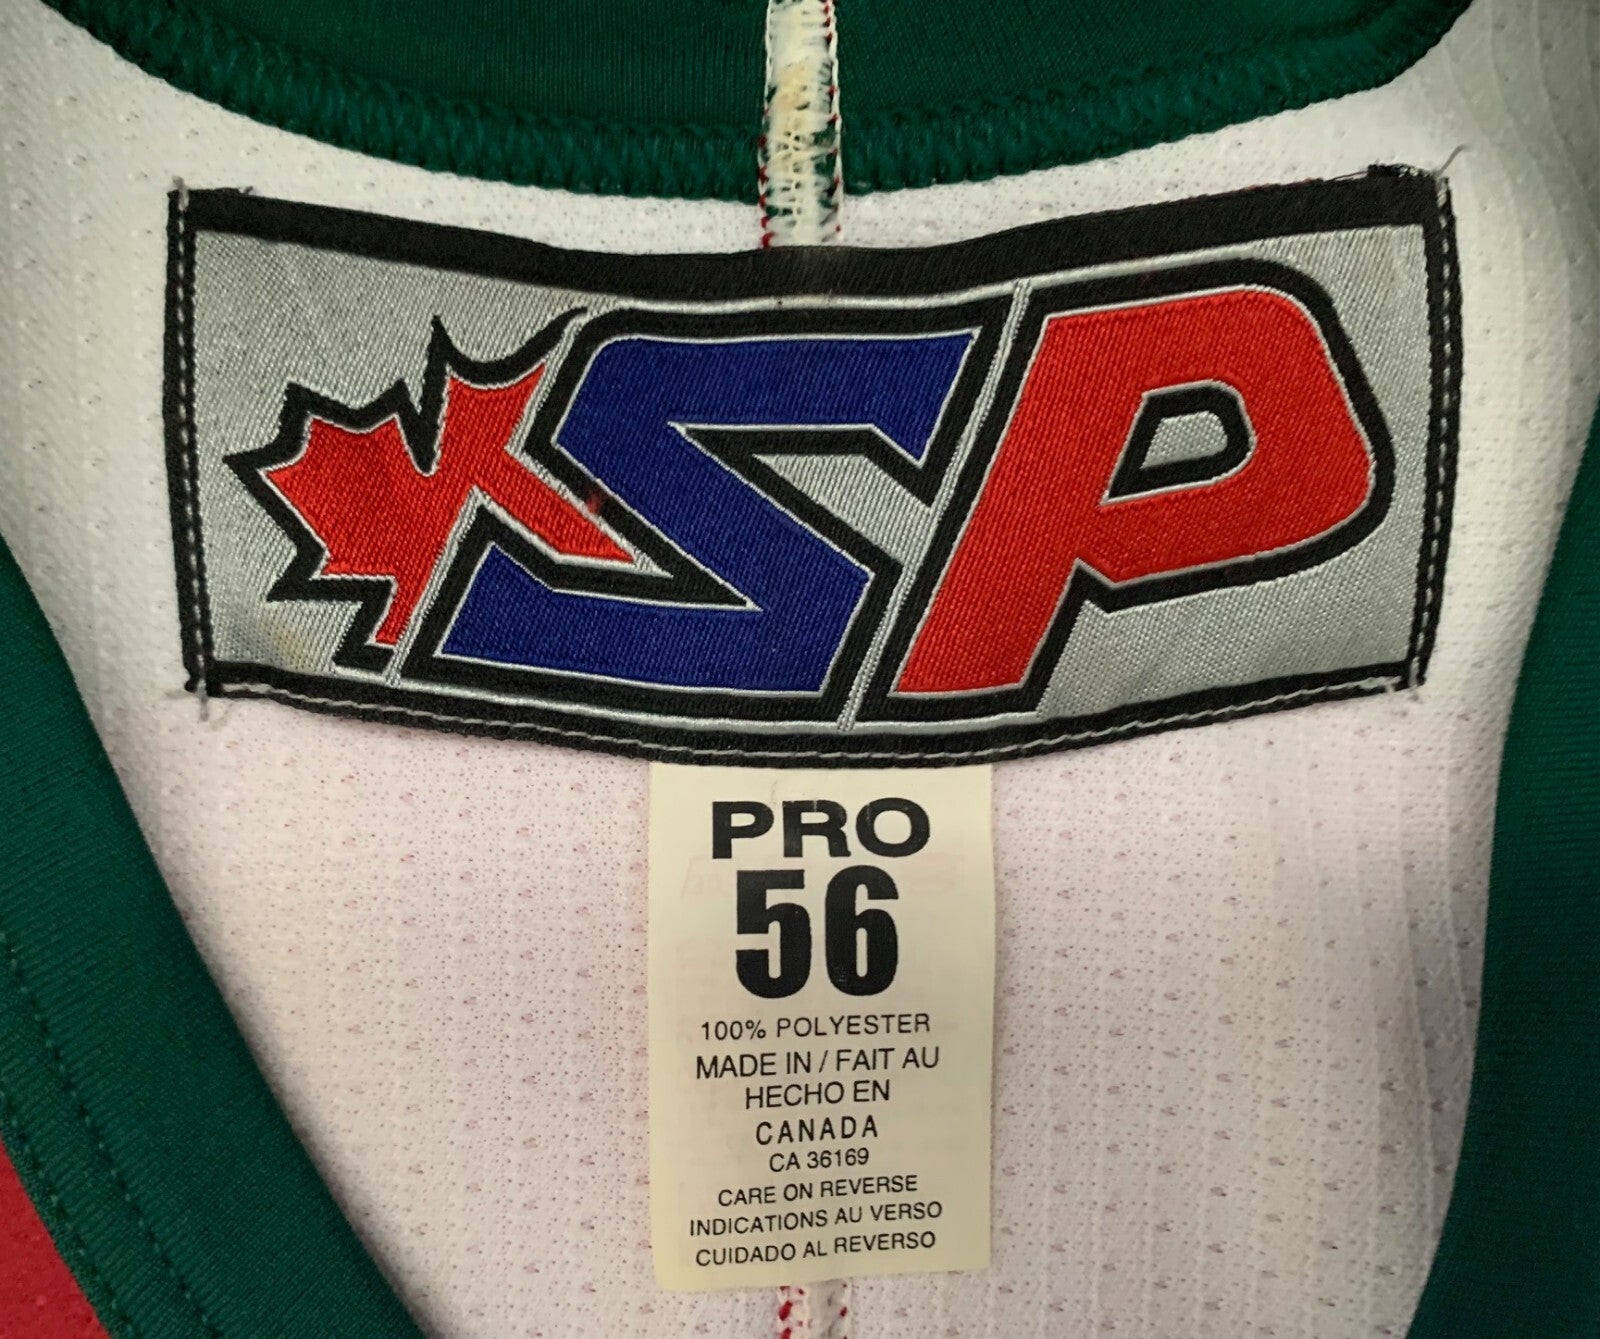 SP
PRO
56
100% POLYESTER
MADE IN / FAIT AU
HECHO EN
CANADA
CA 36169
CARE ON REVERSE
INDICATIONS AU VERSO
CUIDADO AL REVERSO